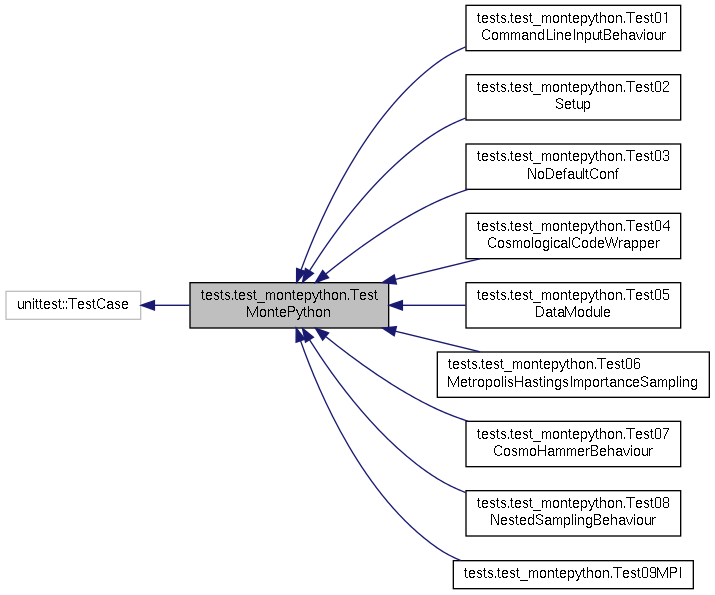 tests.test_montepython.Test01
CommandLineInputBehaviour
tests.test_montepython.Test02
Setup
tests.test_montepython.Test03
NoDefaultConf
tests.test_montepython.Test04
CosmologicalCodeWrapper
unittest::TestCase
tests.test_montepython.Test
MontePython
tests.test_montepython.Test05
DataModule
tests.test_montepython.Test06
MetropolisHastingsImportanceSampling
tests.test_montepython.Test07
CosmoHammerBehaviour
tests.test_montepython.Test08
NestedSamplingBehaviour
tests.test_montepython.Test09MPI